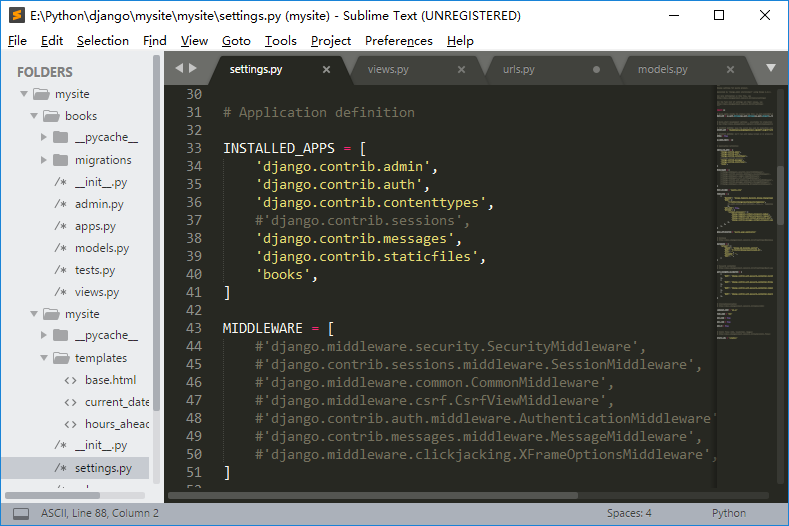 E:\Python\django\mysite\mysite\settings.py (mysite) - Sublime Text (UNREGISTERED)
File Edit Selection Find View Goto Tools Project Preferences Help
FOLDERS
mysite
books
__pycache__
migrations
/* __init__.py
/* admin.py
/* apps.py
/* models.py
/* tests.py
/* views.py
mysite
__pycache__
templates
<> base.html
<> current_date
<> hours_ahead
/* __init__.py
/* settings.py
settings.py views.py urls.py models.py
30
31 # Application definition
32
33 INSTALLED_APPS = [
34     'django.contrib.admin',
35     'django.contrib.auth',
36     'django.contrib.contenttypes',
37     #'django.contrib.sessions',
38     'django.contrib.messages',
39     'django.contrib.staticfiles',
40     'books',
41 ]
42
43 MIDDLEWARE = [
44     #'django.middleware.security.SecurityMiddleware',
45     #'django.contrib.sessions.middleware.SessionMiddleware',
46     #'django.middleware.common.CommonMiddleware',
47     #'django.middleware.csrf.CsrfViewMiddleware',
48     #'django.contrib.auth.middleware.AuthenticationMiddleware'
49     #'django.contrib.messages.middleware.MessageMiddleware',
50     #'django.middleware.clickjacking.XFrameOptionsMiddleware',
51 ]
ASCII, Line 88, Column 2 Spaces: 4 Python